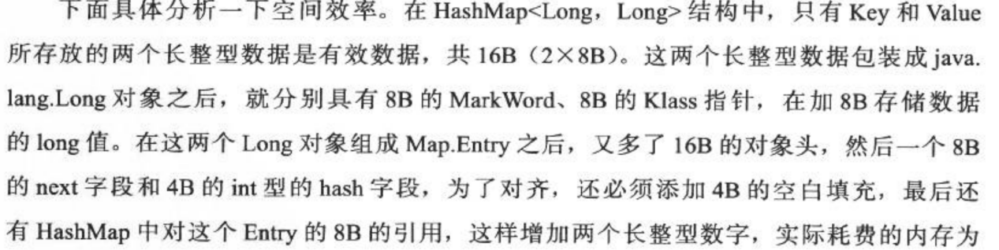 下面具体分析一下空间效率。在 HashMap<Long，Long> 结构中，只有 Key 和 Value
所存放的两个长整型数据是有效数据，共 16B（2×8B）。这两个长整型数据包装成 java.
lang.Long 对象之后，就分别具有 8B 的 MarkWord、8B 的 Klass 指针，在加 8B 存储数据
的 long 值。在这两个 Long 对象组成 Map.Entry 之后，又多了 16B 的对象头，然后一个 8B
的 next 字段和 4B 的 int 型的 hash 字段，为了对齐，还必须添加 4B 的空白填充，最后还
有 HashMap 中对这个 Entry 的 8B 的引用，这样增加两个长整型数字，实际耗费的内存为